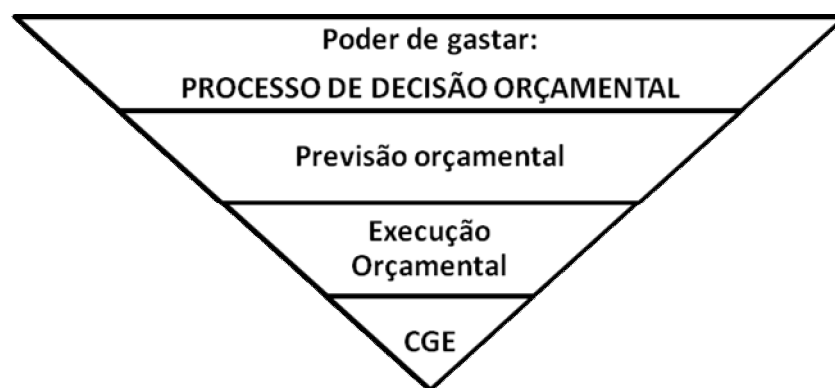 Poder de gastar:
PROCESSO DE DECISÃO ORÇAMENTAL
Previsão orçamental
Execução
Orçamental
CGE